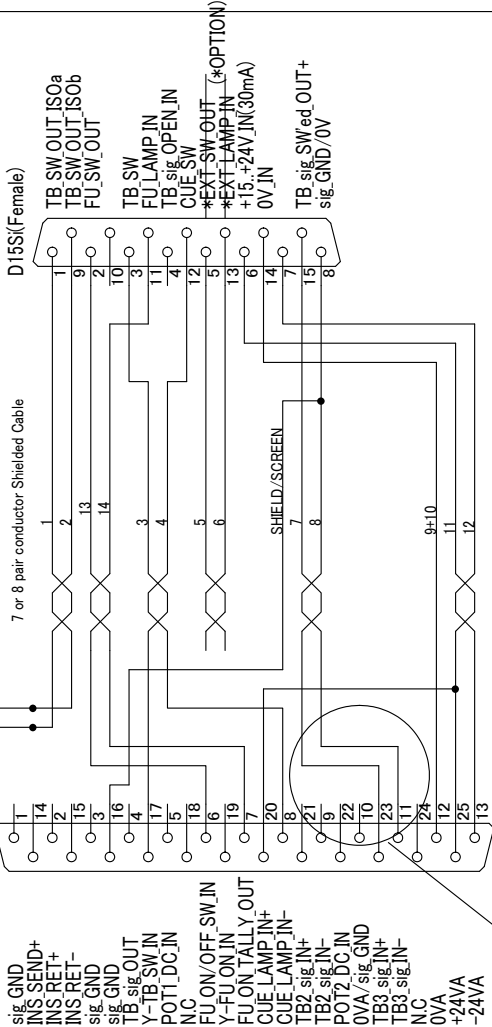 D15Si(Female)
TB_SW_OUT_ISOa
TB_SW_OUT_ISOb
FU_SW_OUT
TB_SW
FU_LAMP_IN
TB_sig_OPEN_IN
CUE_SW
*EXT_SW_OUT
*EXT_LAMP_IN
(*OPTION)
+15..+24V_IN(30mA)
0V_IN
TB_sig_SW'ed_OUT+
sig_GND/0V
1
9
2
10
3
11
4
12
5
13
6
14
7
15
8
7 or 8 pair conductor Shielded Cable
1
2
13
14
3
4
5
6
SHIELD/SCREEN
7
8
9+10
11
12
1
14
2
15
3
16
4
17
5
18
6
19
7
20
8
21
9
22
10
23
11
24
12
25
13
sig_GND
INS_SEND+
INS_RET+
INS_RET-
sig_GND
sig_GND
TB_sig_OUT
Y-TB_SW_IN
POT1_DC_IN
N.C
FU_ON/OFF_SW_IN
Y-FU_ON_IN
FU_ON_TALLY_OUT
CUE_LAMP_IN+
CUE_LAMP_IN-
TB2_sig_IN+
TB2_sig_IN-
POT2_DC_IN
0VA/sig_GND
TB3_sig_IN+
TB3_sig_IN-
N.C
0VA
+24VA
-24VA